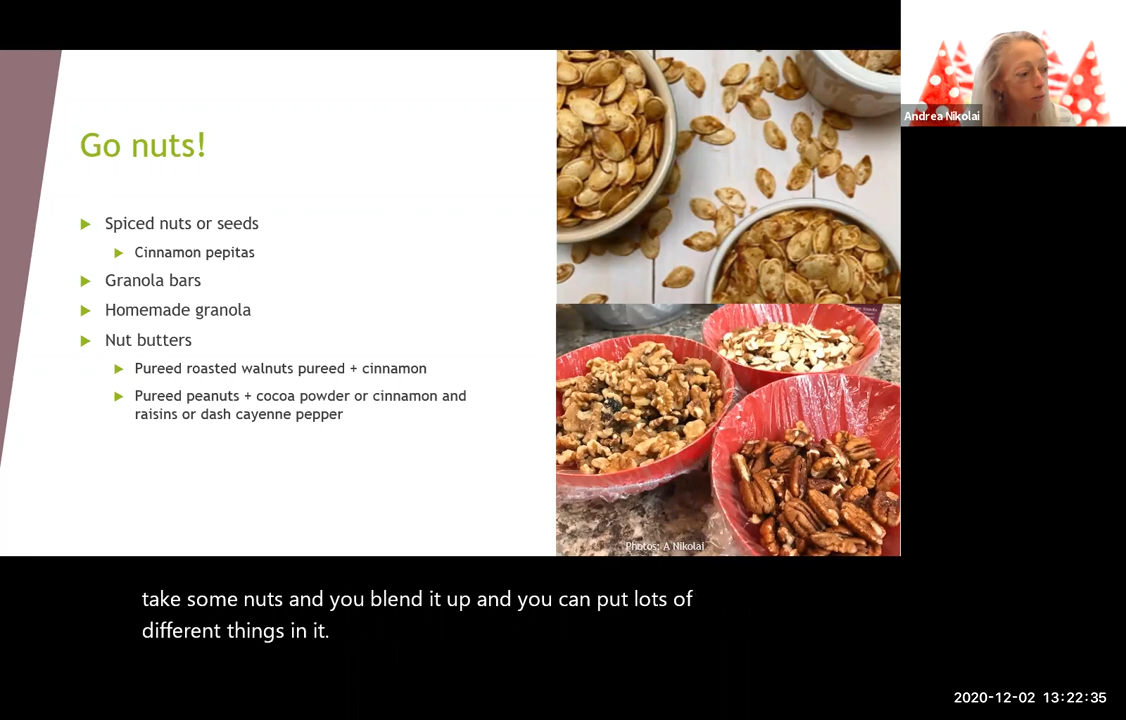 Andrea Nikolai
Go nuts!
Spiced nuts or seeds
Cinnamon pepitas
Granola bars
Homemade granola
Nut butters
Pureed roasted walnuts pureed + cinnamon
Pureed peanuts + cocoa powder or cinnamon and
raisins or dash cayenne pepper
Photos: A Nikolai
take some nuts and you blend it up and you can put lots of
different things in it.
2020-12-02 13:22:35